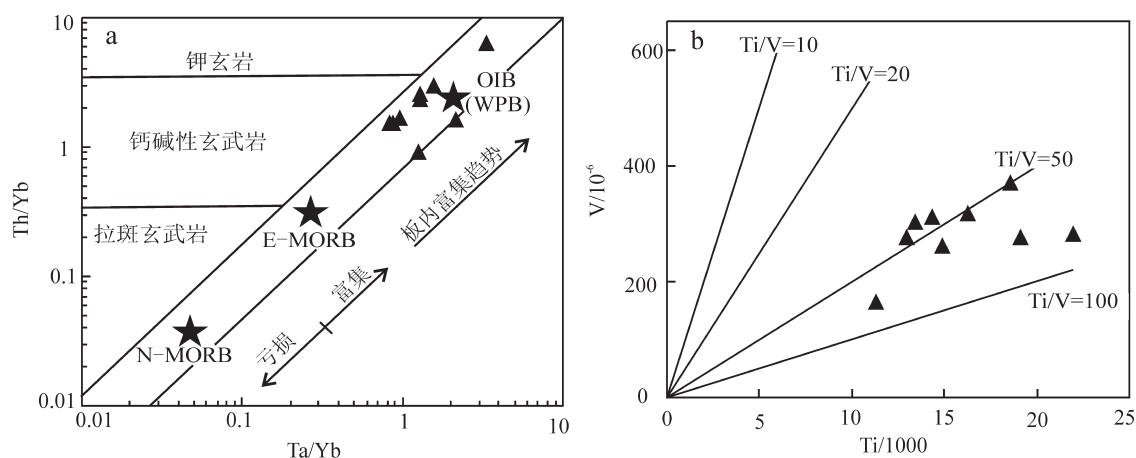 a
10
1
0.1
0.01
Th/Yb
钾玄岩
钙碱性玄武岩
拉斑玄武岩
OIB
(WPB)
E-MORB
N-MORB
板内富集趋势
富集
亏损
0.01
0.1
1
10
Ta/Yb
b
600
400
200
0
V/10⁻⁶
Ti/V=10
Ti/V=20
Ti/V=50
Ti/V=100
0
5
10
15
20
25
Ti/1000